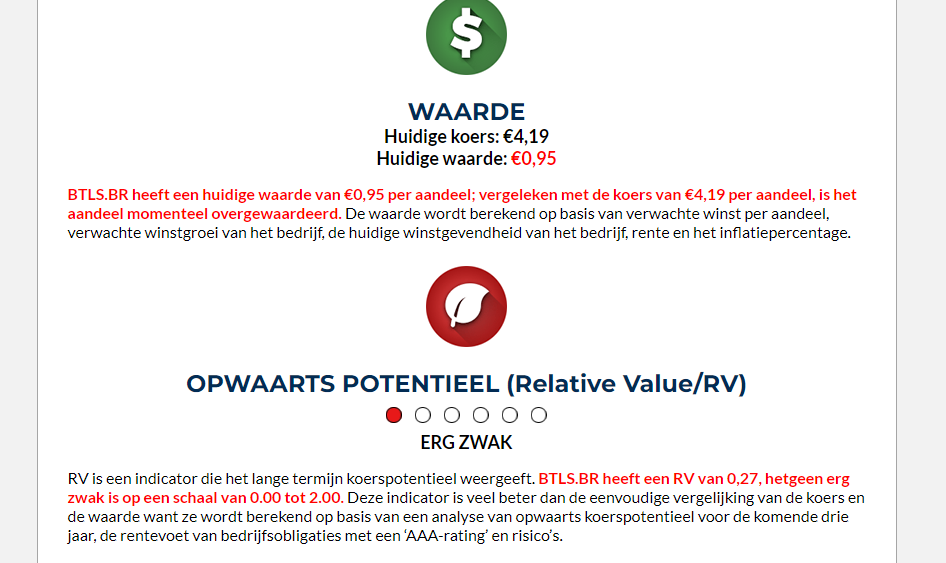 $
WAARDE
Huidige koers: €4,19
Huidige waarde: €0,95
BTLS.BR heeft een huidige waarde van €0,95 per aandeel; vergeleken met de koers van €4,19 per aandeel, is het
aandeel momenteel overgewaardeerd. De waarde wordt berekend op basis van verwachte winst per aandeel,
verwachte winstgroei van het bedrijf, de huidige winstgevendheid van het bedrijf, rente en het inflatiepercentage.
OPWAARTS POTENTIEEL (Relative Value/RV)
ERG ZWAK
RV is een indicator die het lange termijn koerspotentieel weergeeft. BTLS.BR heeft een RV van 0,27, hetgeen erg
zwak is op een schaal van 0.00 tot 2.00. Deze indicator is veel beter dan de eenvoudige vergelijking van de koers en
de waarde want ze wordt berekend op basis van een analyse van opwaarts koerspotentieel voor de komende drie
jaar, de rentevoet van bedrijfsobligaties met een ‘AAA-rating’ en risico’s.